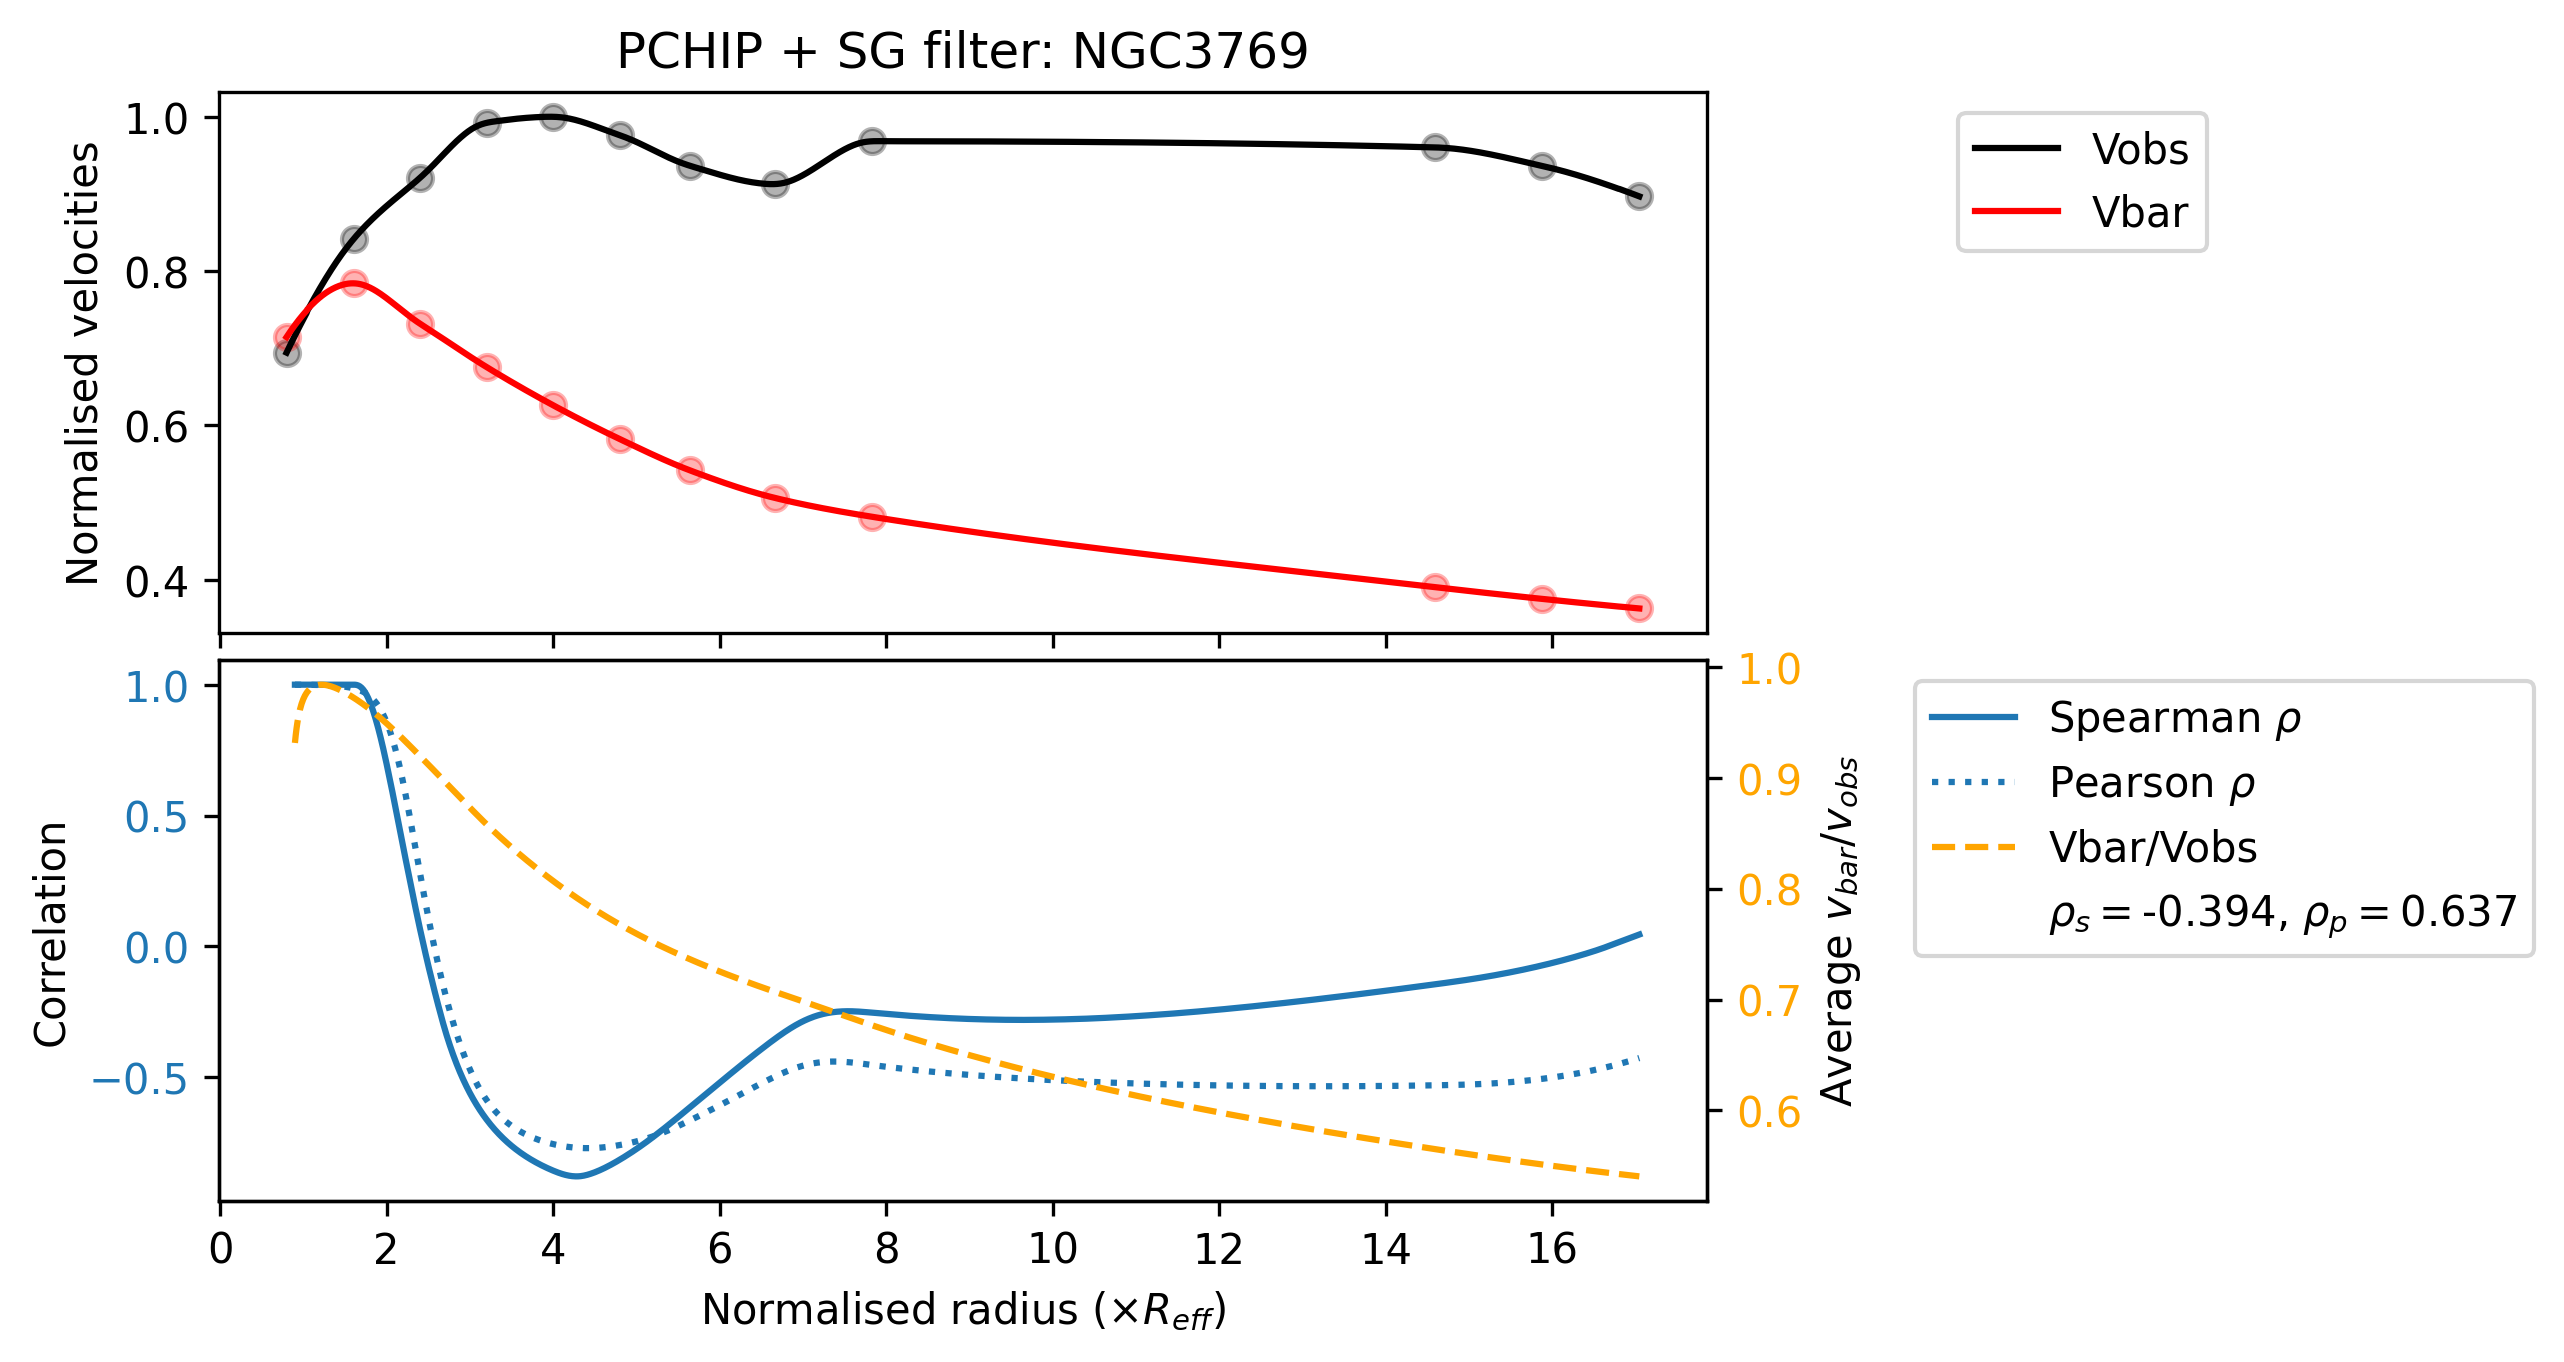 PCHIP + SG filter: NGC3769
Normalised velocities
1.0
0.8
0.6
0.4
Vobs
Vbar
Correlation
1.0
0.5
0.0
−0.5
1.0
0.9
0.8
0.7
0.6
Average v_bar/v_obs
Spearman ρ
Pearson ρ
Vbar/Vobs
ρ_s = -0.394, ρ_p = 0.637
0 2 4 6 8 10 12 14 16
Normalised radius (×R_eff)